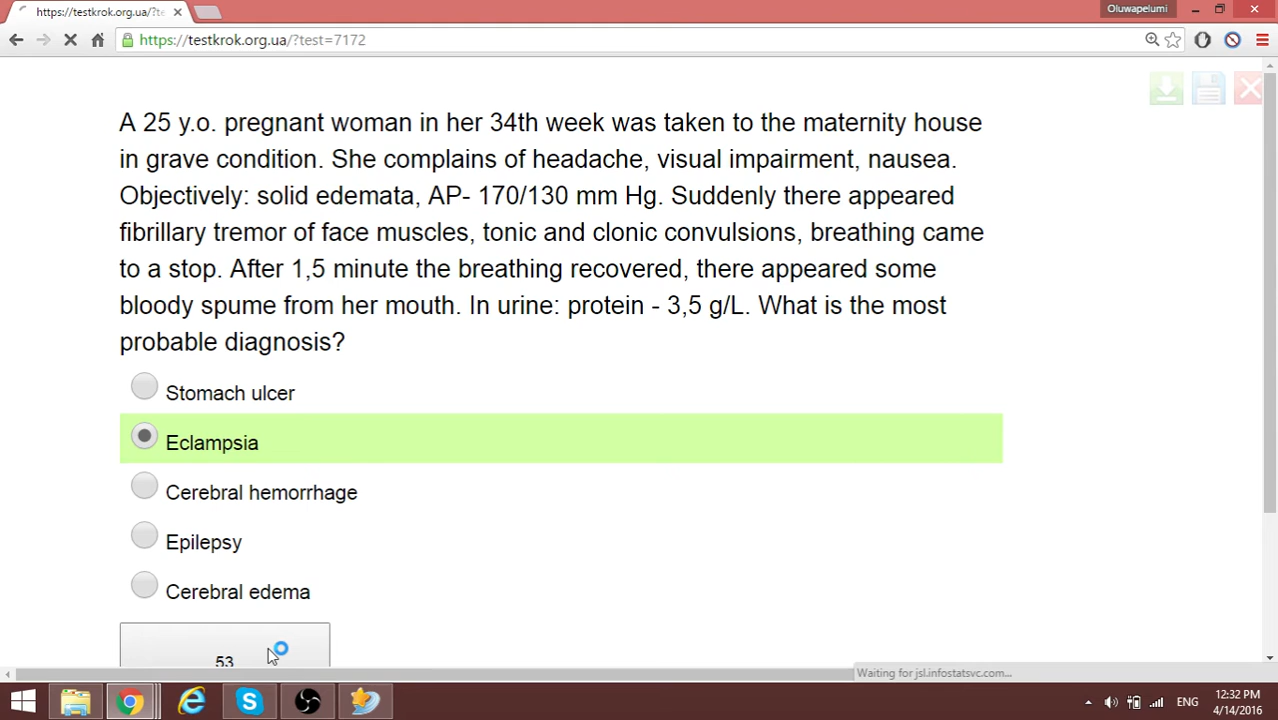 https://testkrok.org.ua/?te
Oluwapelumi
https://testkrok.org.ua/?test=7172
A 25 y.o. pregnant woman in her 34th week was taken to the maternity house
in grave condition. She complains of headache, visual impairment, nausea.
Objectively: solid edemata, AP- 170/130 mm Hg. Suddenly there appeared
fibrillary tremor of face muscles, tonic and clonic convulsions, breathing came
to a stop. After 1,5 minute the breathing recovered, there appeared some
bloody spume from her mouth. In urine: protein - 3,5 g/L. What is the most
probable diagnosis?
Stomach ulcer
Eclampsia
Cerebral hemorrhage
Epilepsy
Cerebral edema
53
Waiting for jsl.infostatsvc.com...
ENG
12:32 PM
4/14/2016